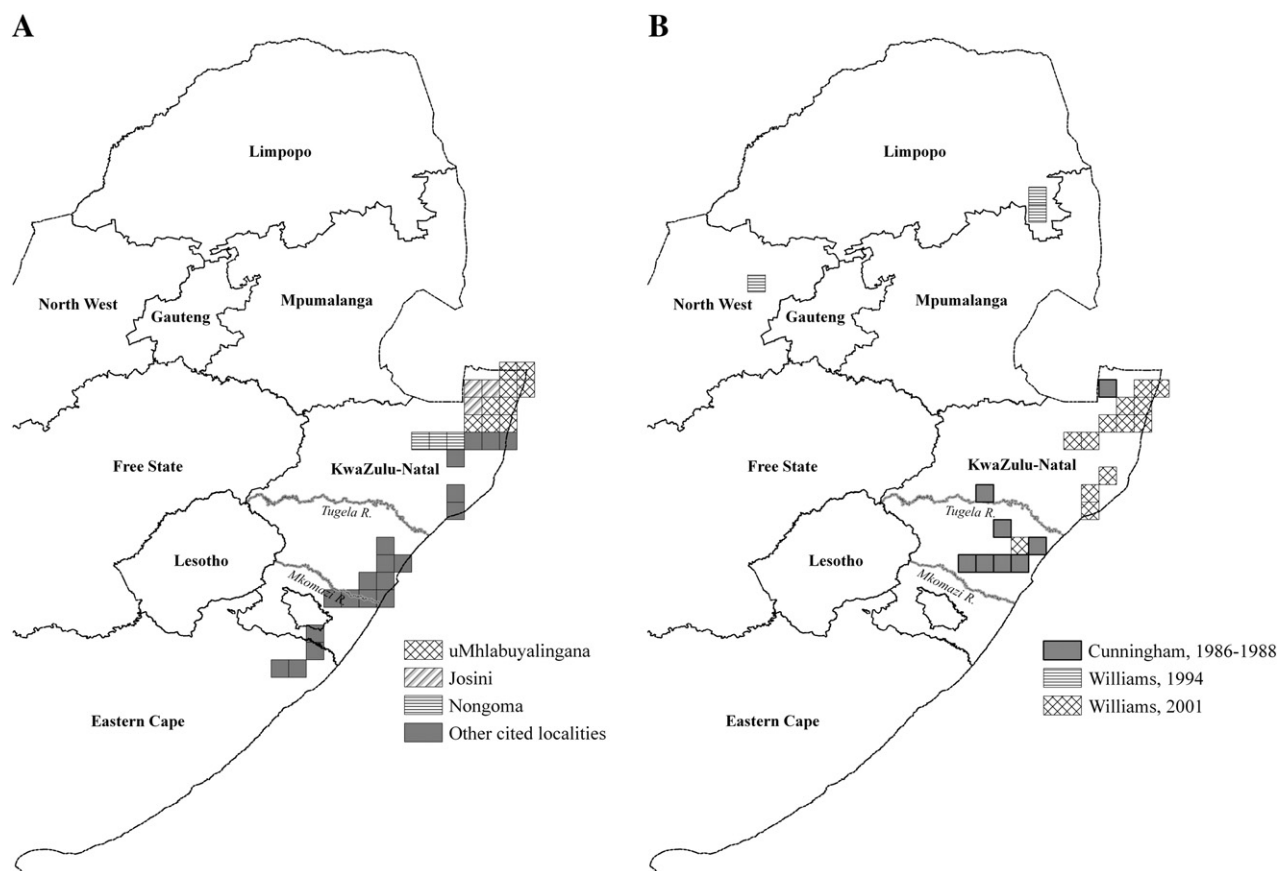 A
Limpopo
North West
Gauteng
Mpumalanga
Free State
KwaZulu-Natal
Tugela R.
Lesotho
Mkomazi R.
Eastern Cape
uMhlabuyalingana
Josini
Nongoma
Other cited localities
B
Limpopo
North West
Gauteng
Mpumalanga
Free State
KwaZulu-Natal
Tugela R.
Lesotho
Mkomazi R.
Eastern Cape
Cunningham, 1986-1988
Williams, 1994
Williams, 2001